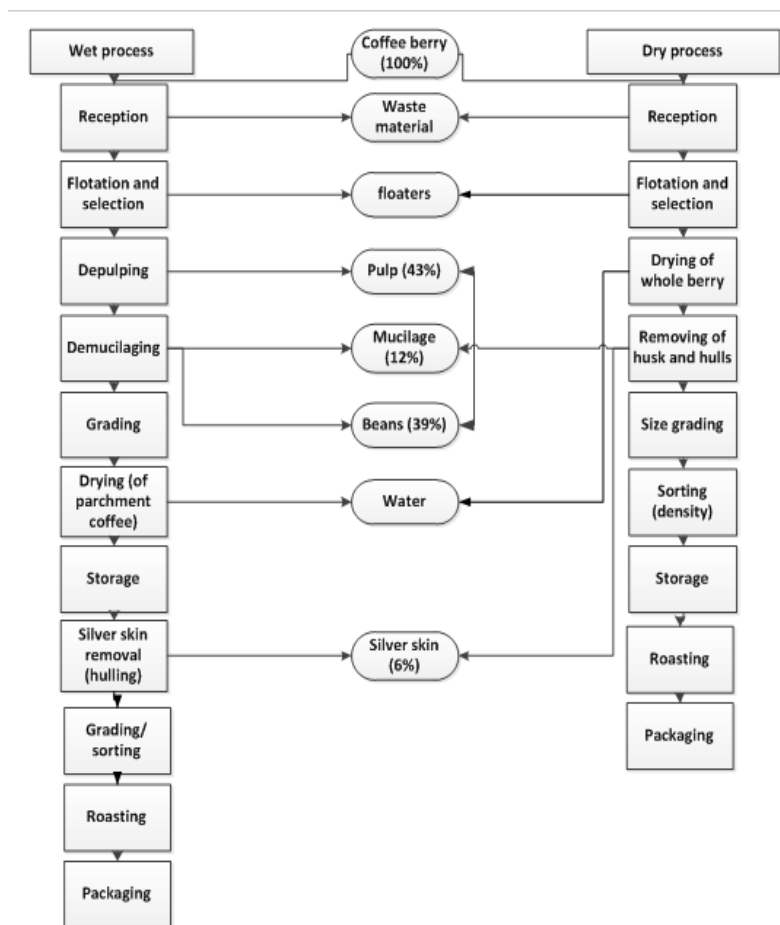 Wet process
Coffee berry
(100%)
Dry process
Reception
Waste
material
Reception
Flotation and
selection
floaters
Flotation and
selection
Depulping
Pulp (43%)
Drying of
whole berry
Demucilaging
Mucilage
(12%)
Removing of
husk and hulls
Grading
Beans (39%)
Size grading
Drying (of
parchment
coffee)
Water
Sorting
(density)
Storage
Storage
Silver skin
removal
(hulling)
Silver skin
(6%)
Roasting
Grading/
sorting
Packaging
Roasting
Packaging